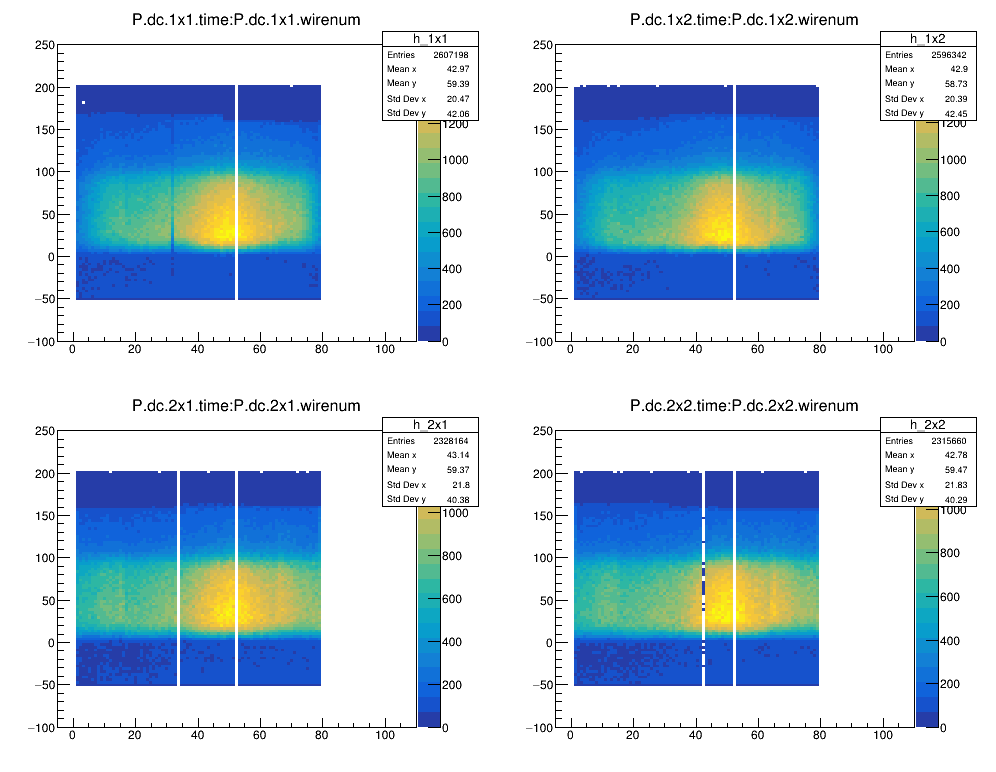 P.dc.1x1.time:P.dc.1x1.wirenum
h_1x1
Entries 2607198
Mean x 42.97
Mean y 59.39
Std Dev x 20.47
Std Dev y 42.06
250
200
150
100
50
0
−50
−100
0 20 40 60 80 100
1200
1000
800
600
400
200
0
P.dc.1x2.time:P.dc.1x2.wirenum
h_1x2
Entries 2596342
Mean x 42.9
Mean y 58.73
Std Dev x 20.39
Std Dev y 42.45
250
200
150
100
50
0
−50
−100
0 20 40 60 80 100
1200
1000
800
600
400
200
0
P.dc.2x1.time:P.dc.2x1.wirenum
h_2x1
Entries 2328164
Mean x 43.14
Mean y 59.37
Std Dev x 21.8
Std Dev y 40.38
250
200
150
100
50
0
−50
−100
0 20 40 60 80 100
1000
800
600
400
200
0
P.dc.2x2.time:P.dc.2x2.wirenum
h_2x2
Entries 2315660
Mean x 42.78
Mean y 59.47
Std Dev x 21.83
Std Dev y 40.29
250
200
150
100
50
0
−50
−100
0 20 40 60 80 100
1000
800
600
400
200
0